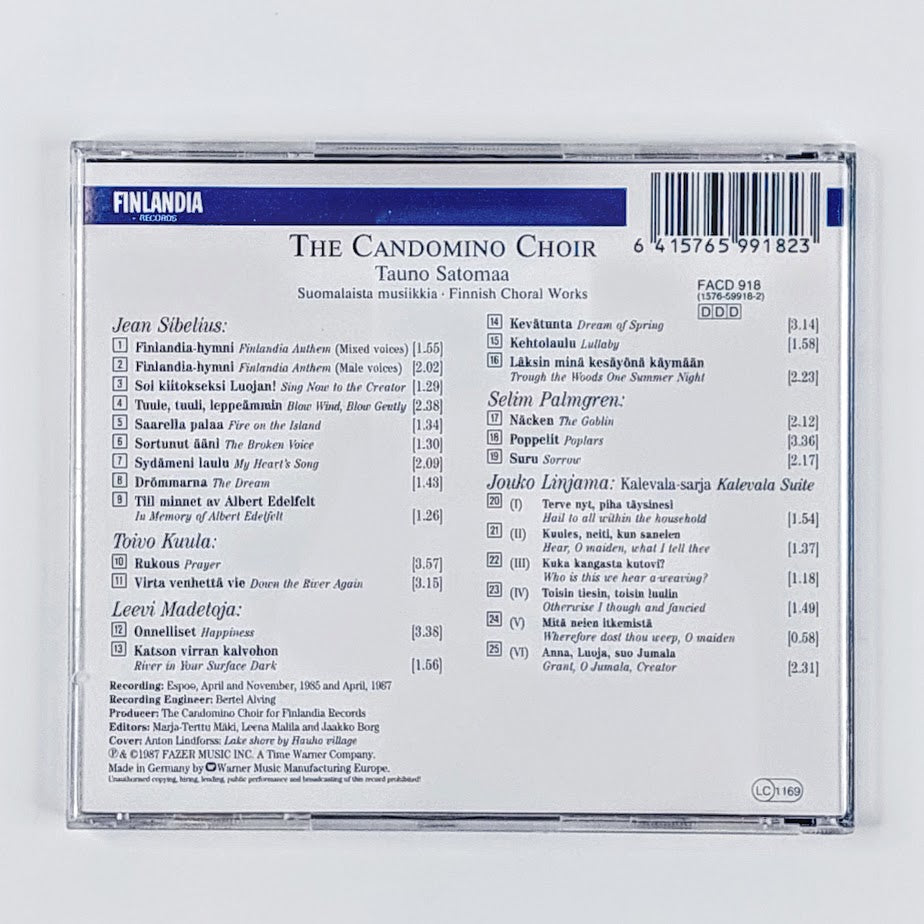 FINLANDIA
RECORDS
6 415765 991823
THE CANDOMINO CHOIR
Tauno Satomaa
Suomalaista musiikkia · Finnish Choral Works
FACD 918
(1576-59918-2)
DDD
Jean Sibelius:
1 Finlandia-hymni Finlandia Anthem (Mixed voices) [1.55]
2 Finlandia-hymni Finlandia Anthem (Male voices) [2.02]
3 Soi kiitokseksi Luojan! Sing Now to the Creator [1.29]
4 Tuule, tuuli, leppeämmin Blow Wind, Blow Gently [2.38]
5 Saarella palaa Fire on the Island [1.34]
6 Sortunut ääni The Broken Voice [1.30]
7 Sydämeni laulu My Heart's Song [2.09]
8 Drömmarna The Dream [1.43]
9 Till minnet av Albert Edelfelt
In Memory of Albert Edelfelt [1.26]
Toivo Kuula:
10 Rukous Prayer [3.57]
11 Virta venhettä vie Down the River Again [3.15]
Leevi Madetoja:
12 Onnelliset Happiness [3.38]
13 Katson virran kalvohon
River in Your Surface Dark [1.56]
14 Kevätunta Dream of Spring [3.14]
15 Kehtolaulu Lullaby [1.58]
16 Läksin minä kesäyönä käymään
Trough the Woods One Summer Night [2.23]
Selim Palmgren:
17 Näcken The Goblin [2.12]
18 Poppelit Poplars [3.36]
19 Suru Sorrow [2.17]
Jouko Linjama: Kalevala-sarja Kalevala Suite
20 (I) Terve nyt, piha täysinesi
Hail to all within the household [1.54]
21 (II) Kuules, neiti, kun sanelen
Hear, O maiden, what I tell thee [1.37]
22 (III) Kuka kangasta kutovi?
Who is this we hear a-weaving? [1.18]
23 (IV) Toisin tiesin, toisin luulin
Otherwise I though and fancied [1.49]
24 (V) Mitä neien itkemistä
Wherefore dost thou weep, O maiden [0.58]
25 (VI) Anna, Luoja, suo Jumala
Grant, O Jumala, Creator [2.31]
Recording: Espoo, April and November, 1985 and April, 1987
Recording Engineer: Bertel Alving
Producer: The Candomino Choir for Finlandia Records
Editors: Marja-Terttu Mäki, Leena Malila and Jaakko Borg
Cover: Anton Lindforss: Lake shore by Hauho village
℗ & ©1987 FAZER MUSIC INC. A Time Warner Company.
Made in Germany by Warner Music Manufacturing Europe.
Unauthorised copying, hiring, lending, public performance and broadcasting of this record prohibited!
LC 1169